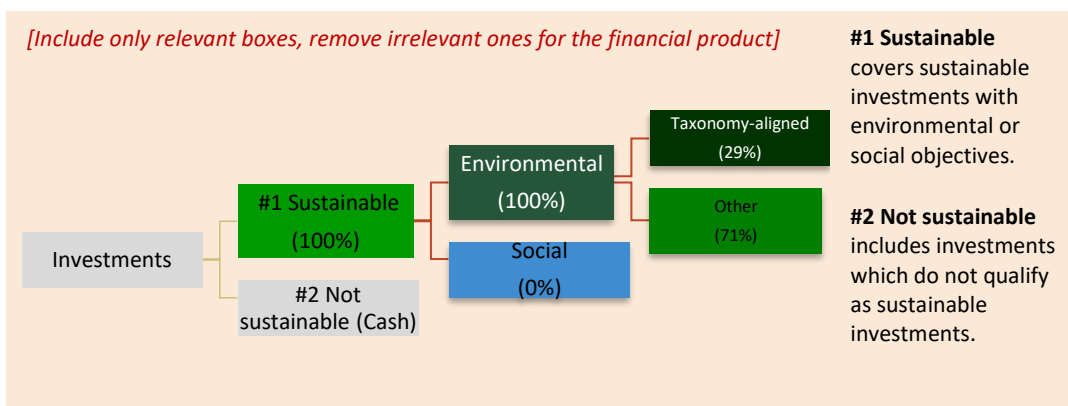 [Include only relevant boxes, remove irrelevant ones for the financial product]
Investments
#1 Sustainable
(100%)
#2 Not
sustainable (Cash)
Environmental
(100%)
Social
(0%)
Taxonomy-aligned
(29%)
Other
(71%)
#1 Sustainable
covers sustainable
investments with
environmental or
social objectives.
#2 Not sustainable
includes investments
which do not qualify
as sustainable
investments.